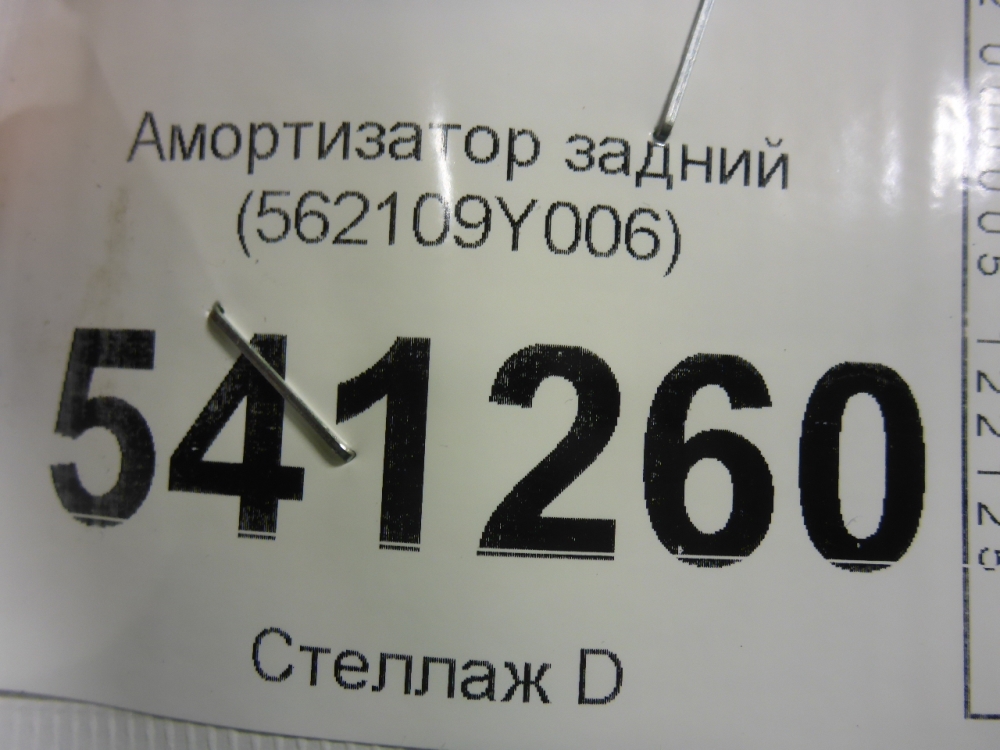 Амортизатор задний
(562109Y006)
541260
Стеллаж D